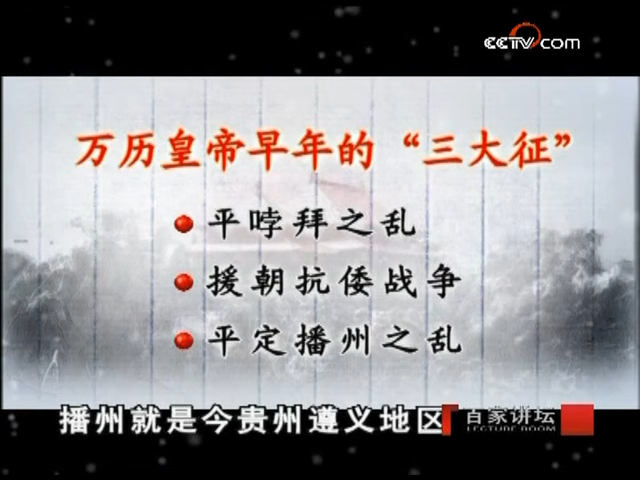 CCTV.com
万历皇帝早年的“三大征”
平哱拜之乱
援朝抗倭战争
平定播州之乱
播州就是今贵州遵义地区
百家讲坛
LECTURE ROOM